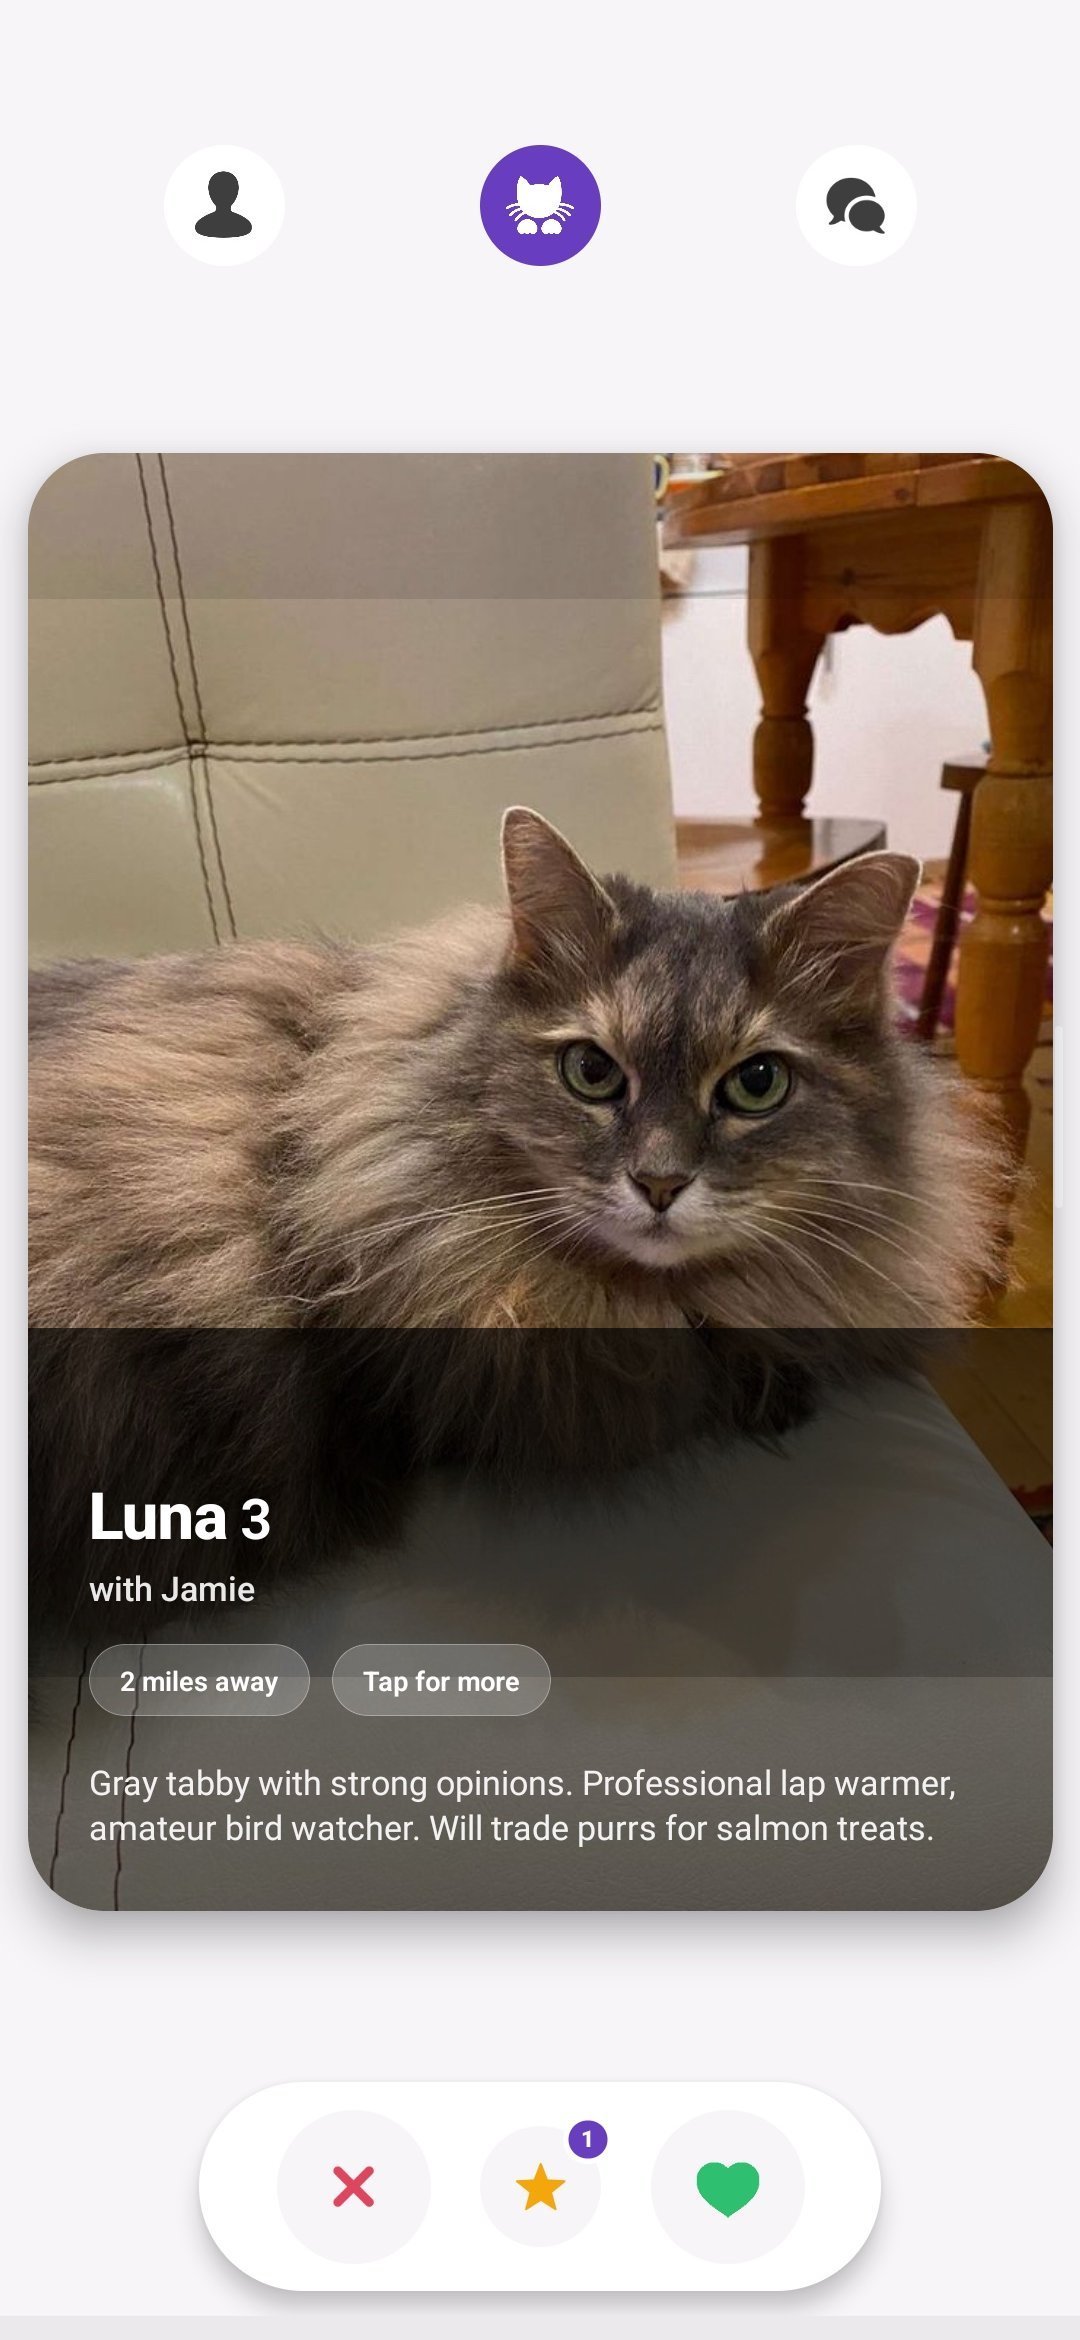 Luna 3
with Jamie
2 miles away
Tap for more
Gray tabby with strong opinions. Professional lap warmer,
amateur bird watcher. Will trade purrs for salmon treats.
1